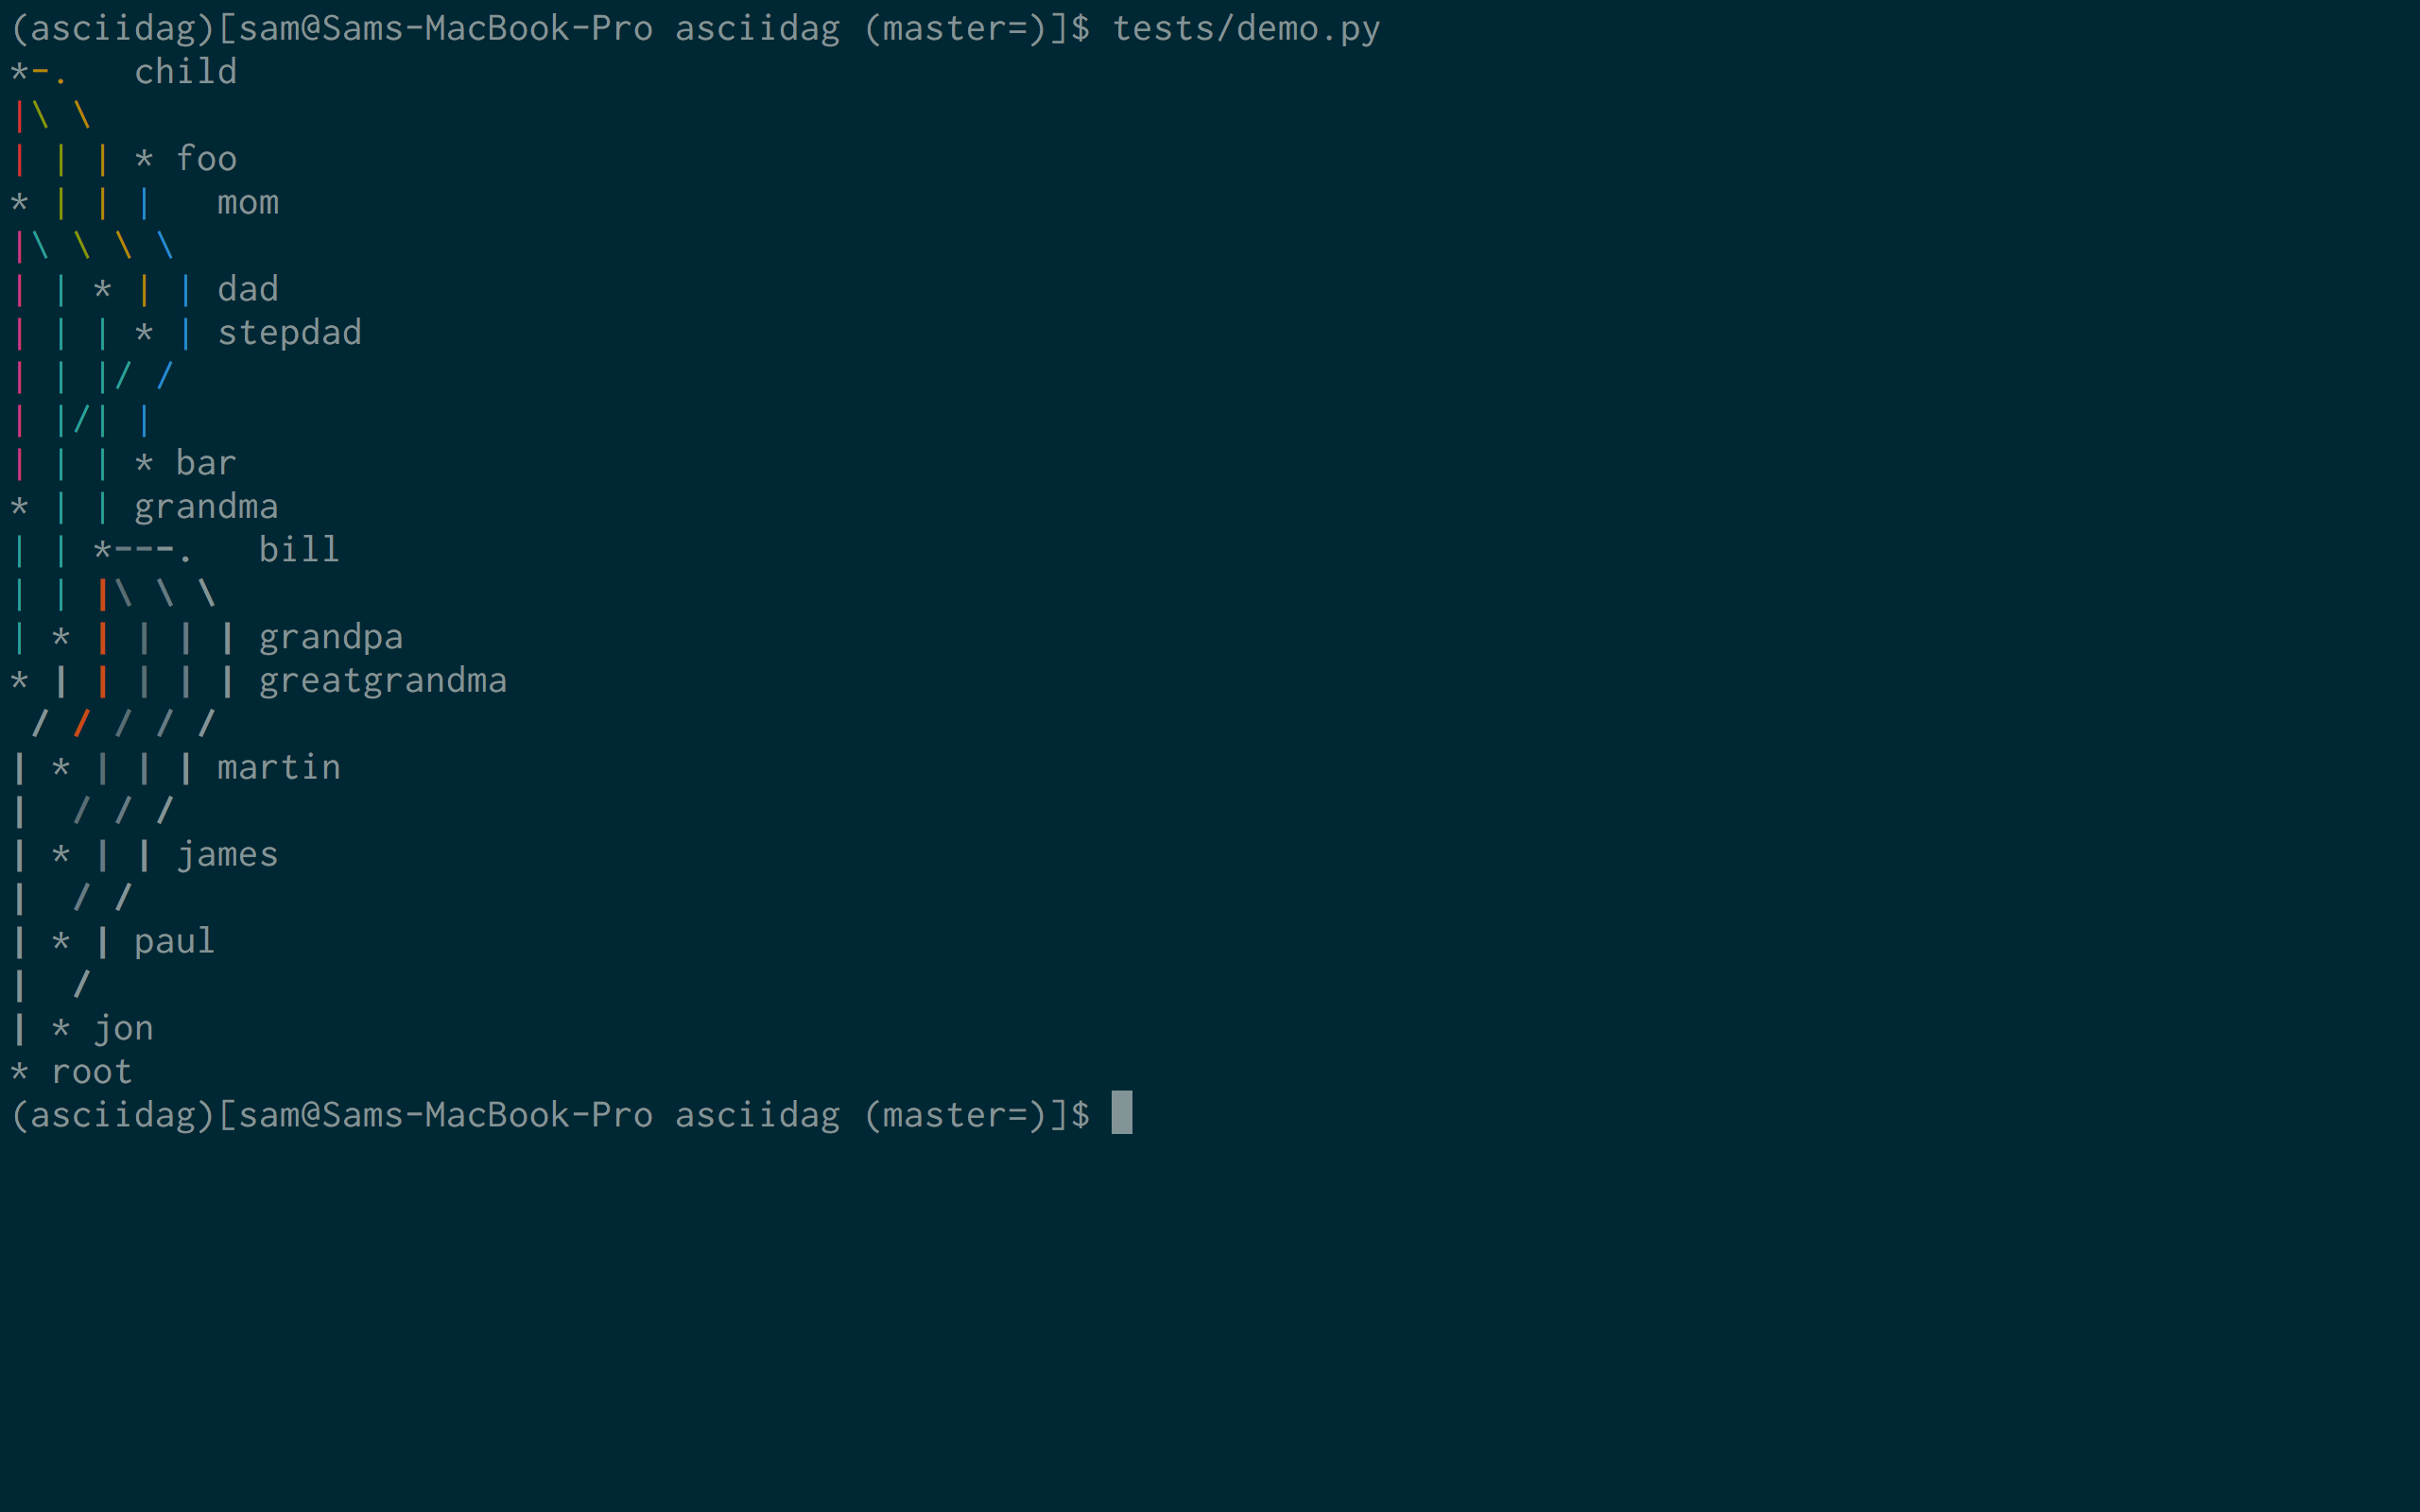 (asciidag)[sam@Sams-MacBook-Pro asciidag (master=)]$ tests/demo.py
*-.   child
|\ \
| | | * foo
* | | |   mom
|\ \ \ \
| | * | | dad
| | | * | stepdad
| | |/ /
| |/| |
| | | * bar
* | | grandma
| | *---.   bill
| | |\ \ \
| * | | | | grandpa
* | | | | | greatgrandma
 / / / / /
| * | | | martin
|  / / /
| * | | james
|  / /
| * | paul
|  /
| * jon
* root
(asciidag)[sam@Sams-MacBook-Pro asciidag (master=)]$